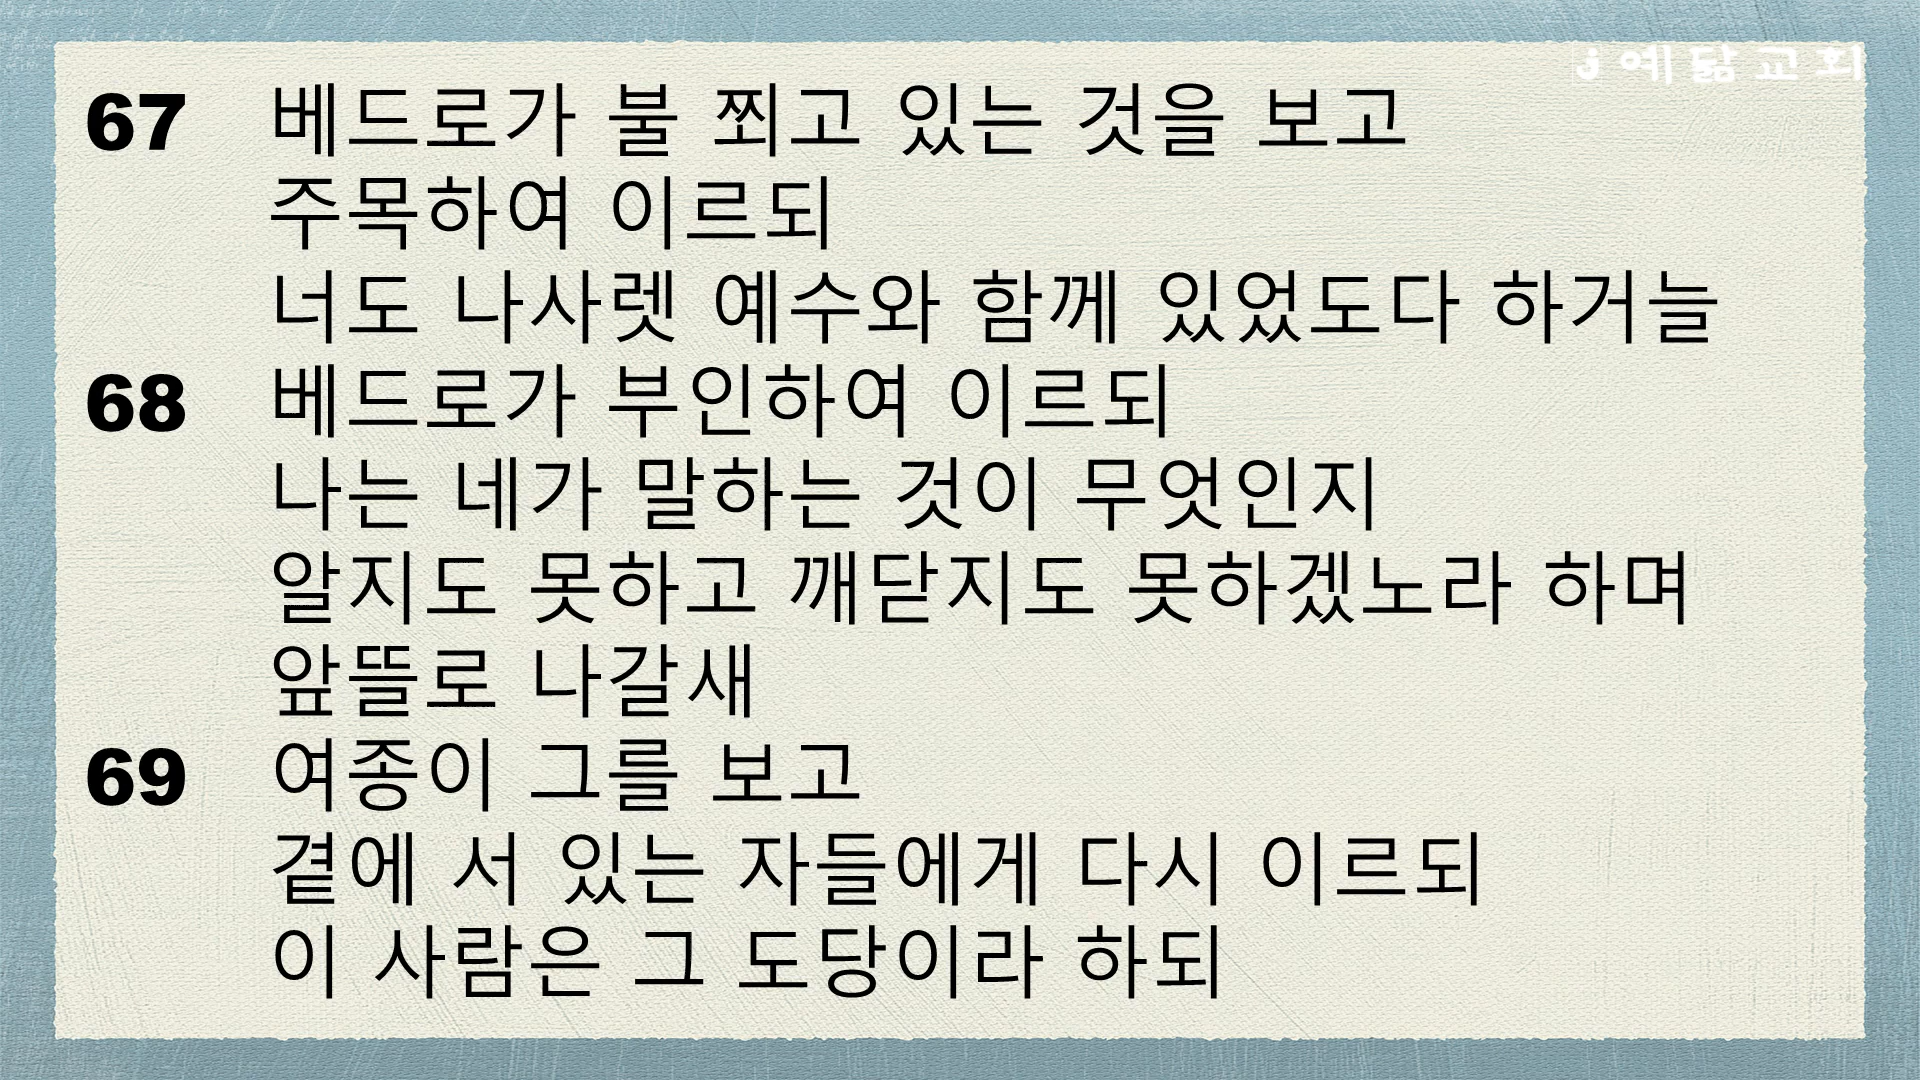 예닮교회
67 베드로가 불 쬐고 있는 것을 보고
주목하여 이르되
너도 나사렛 예수와 함께 있었도다 하거늘
68 베드로가 부인하여 이르되
나는 네가 말하는 것이 무엇인지
알지도 못하고 깨닫지도 못하겠노라 하며
앞뜰로 나갈새
69 여종이 그를 보고
곁에 서 있는 자들에게 다시 이르되
이 사람은 그 도당이라 하되